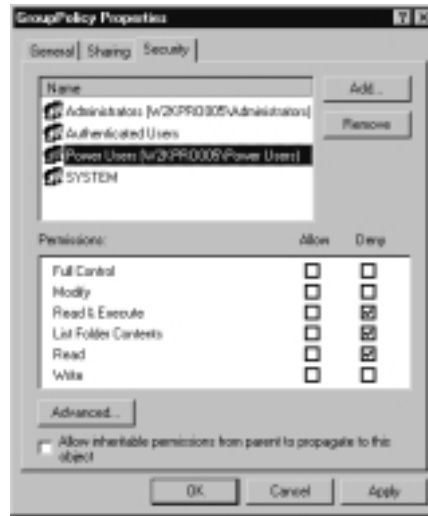 GroupPolicy Properties
General Sharing Security
Name
Add...
Administrators (W2KPRO005\Administrators)
Remove
Authenticated Users
Power Users (W2KPRO005\Power Users)
SYSTEM
Permissions: Allow Deny
Full Control
Modify
Read & Execute
List Folder Contents
Read
Write
Advanced...
Allow inheritable permissions from parent to propagate to this
object
OK Cancel Apply